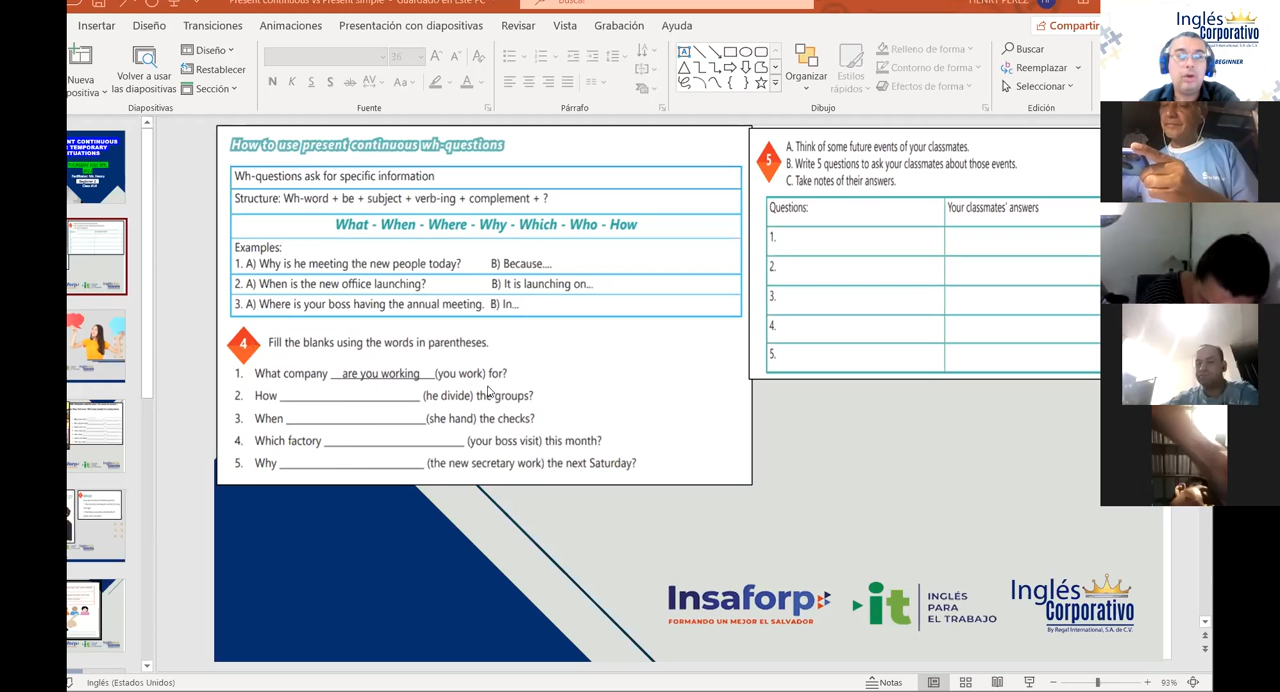 Insertar Diseño Transiciones Animaciones Presentación con diapositivas Revisar Vista Grabación Ayuda
Compartir
Nueva
Volver a usar
las diapositivas
Diseño
Restablecer
Sección
Diapositivas
36
Fuente
Párrafo
Organizar
Estilos
rápidos
Relleno de forma
Contorno de forma
Efectos de forma
Dibujo
Buscar
Reemplazar
Seleccionar
Edición
Inglés
Corporativo
BEGINNER
How to use present continuous wh-questions
Wh-questions ask for specific information
Structure: Wh-word + be + subject + verb-ing + complement + ?
What - When - Where - Why - Which - Who - How
Examples:
1. A) Why is he meeting the new people today? B) Because....
2. A) When is the new office launching? B) It is launching on...
3. A) Where is your boss having the annual meeting. B) In...
4 Fill the blanks using the words in parentheses.
1. What company __are you working___(you work) for?
2. How ____________________ (he divide) the groups?
3. When ____________________(she hand) the checks?
4. Which factory ____________________ (your boss visit) this month?
5. Why ____________________ (the new secretary work) the next Saturday?
5 A. Think of some future events of your classmates.
B. Write 5 questions to ask your classmates about those events.
C. Take notes of their answers.
Questions: Your classmates' answers
1.
2.
3.
4.
5.
Insaforp
FORMANDO UN MEJOR EL SALVADOR
it
INGLÉS
PARA
EL TRABAJO
Inglés
Corporativo
By Regal International, S.A. de C.V.
Inglés (Estados Unidos)
Notas
93%